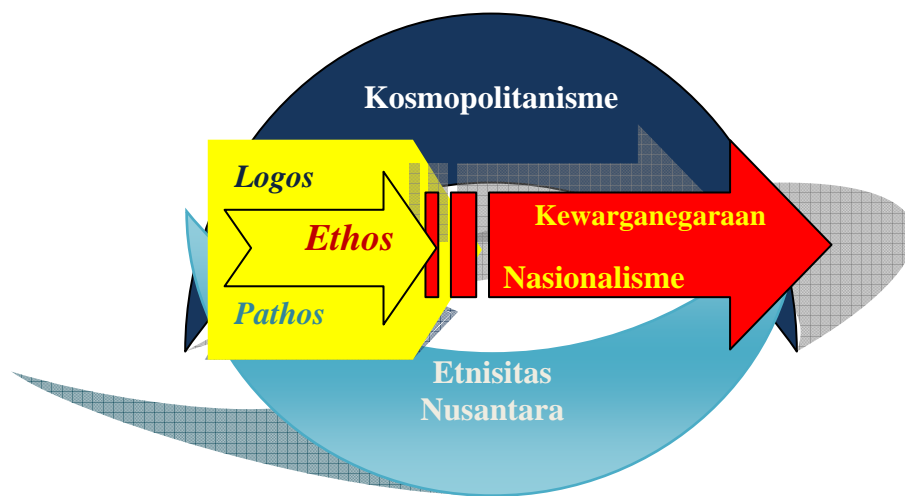 Kosmopolitanisme
Logos
Ethos
Pathos
Kewarganegaraan
Nasionalisme
Etnisitas
Nusantara